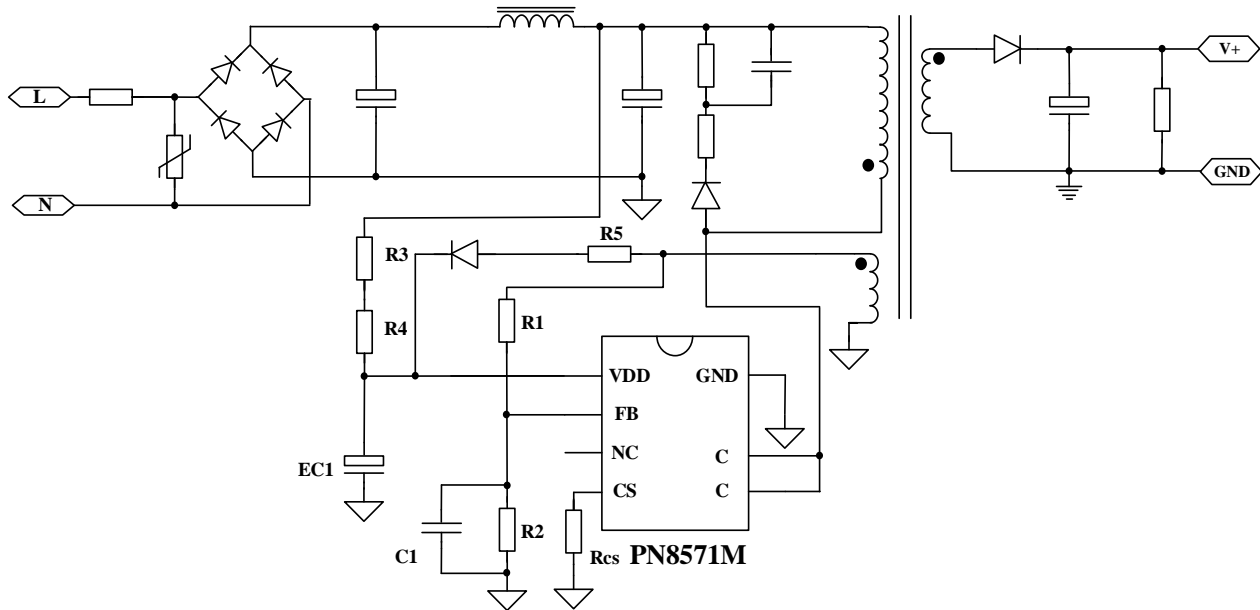 V+
L
GND
N
R3
R5
R4
R1
VDD
GND
FB
NC
C
EC1
CS
C
C1
R2
Rcs
PN8571M